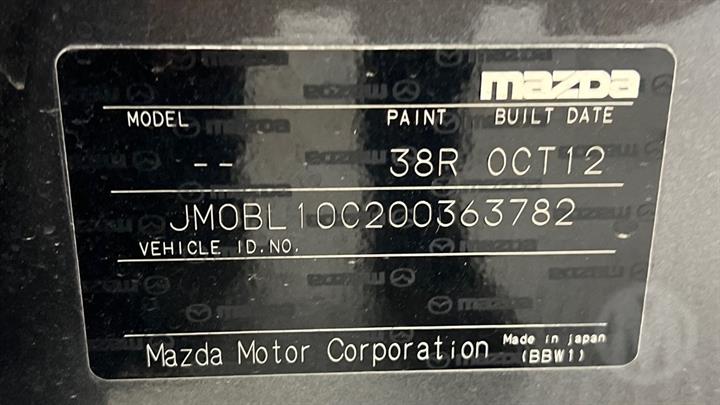 mazda
MODEL PAINT BUILT DATE
-- 38R OCT12
JM0BL10C200363782
VEHICLE ID.NO.
Mazda Motor Corporation Made in japan
(BBW1)